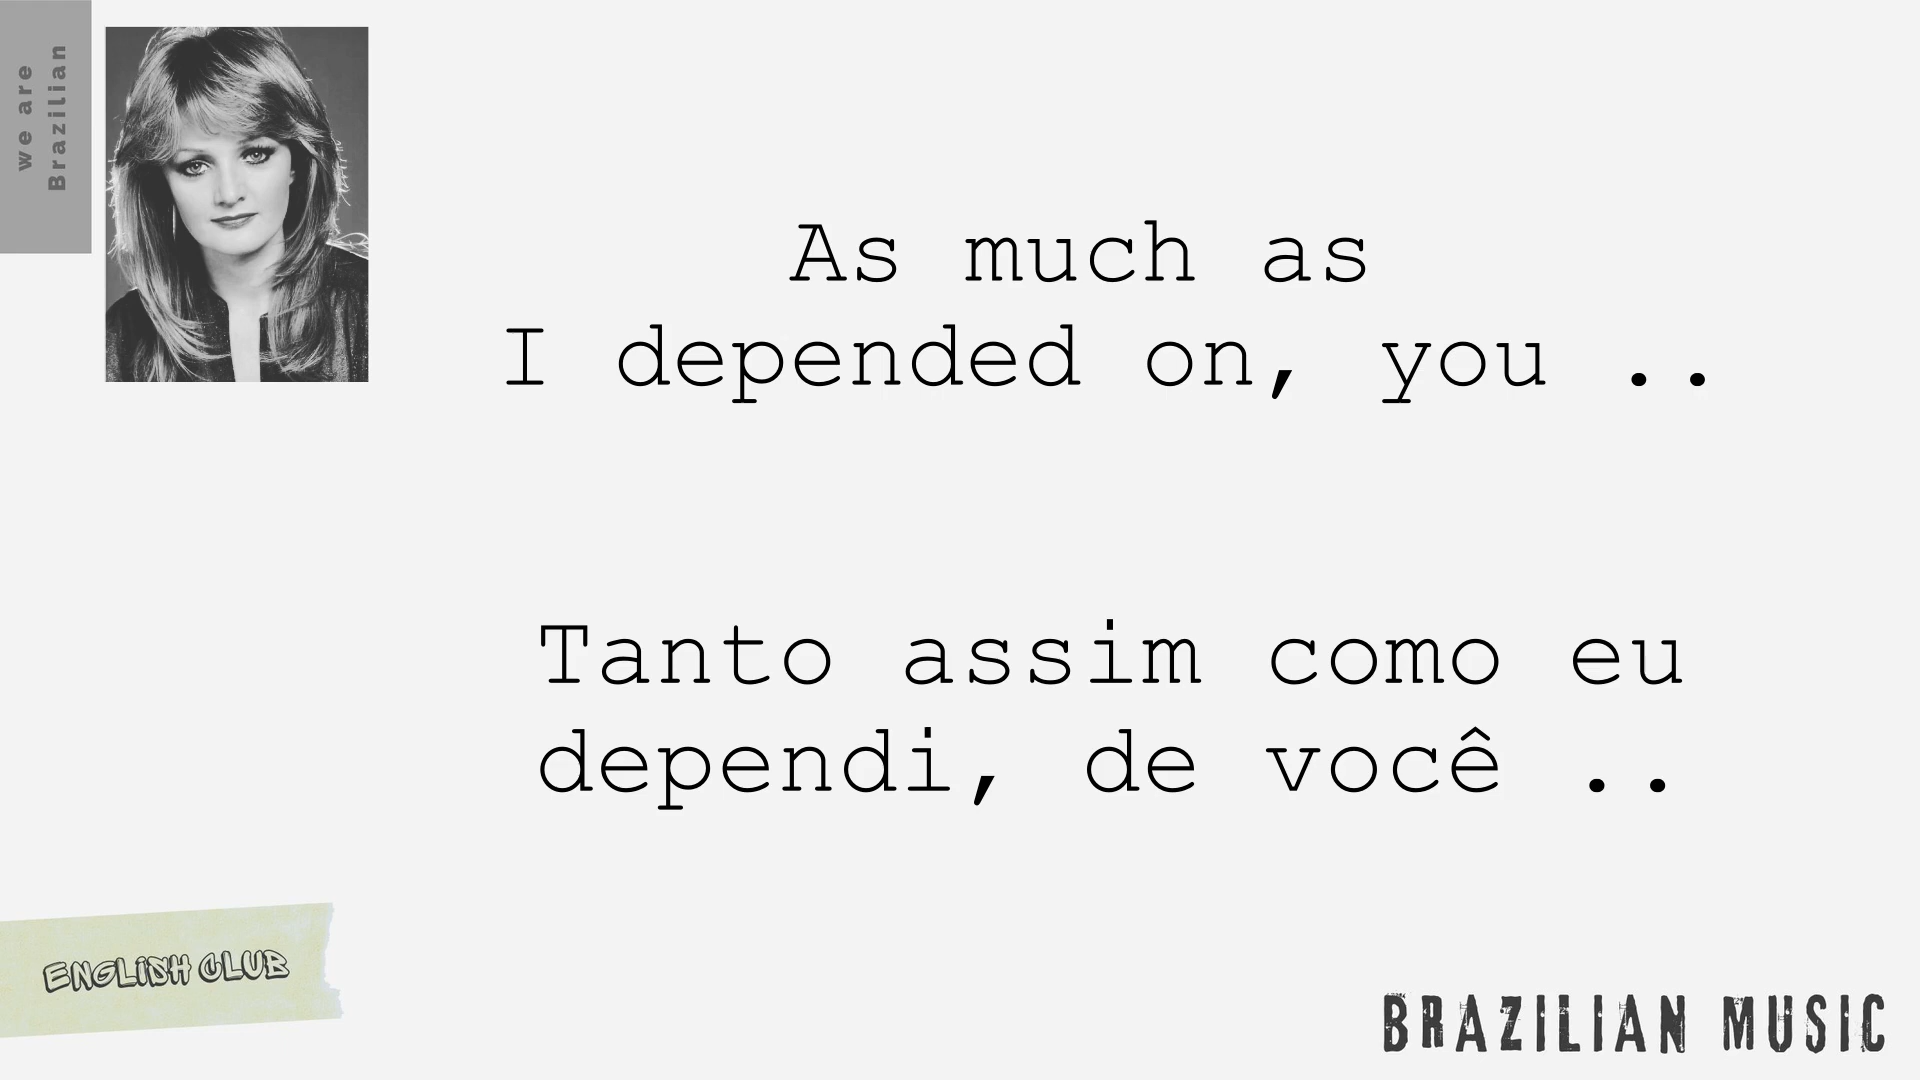 we are
Brazilian
As much as
I depended on, you ..
Tanto assim como eu
dependi, de você ..
ENGLISH CLUB
BRAZILIAN MUSIC